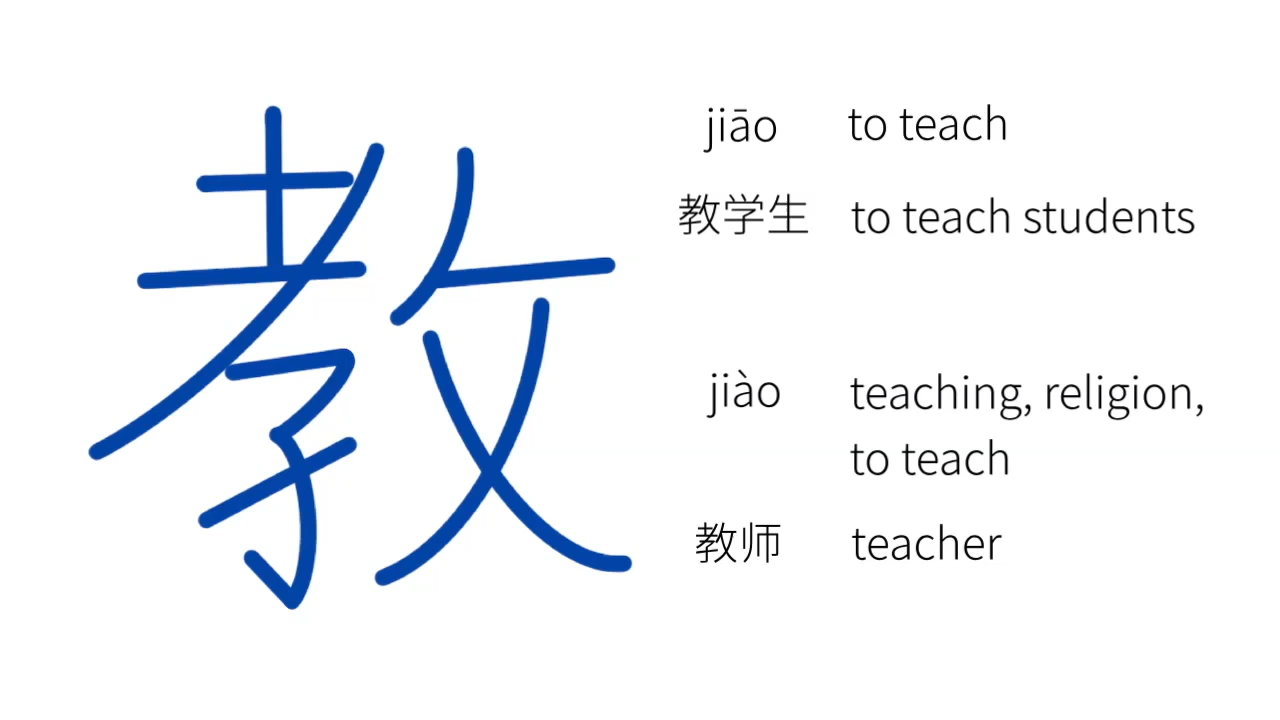 教
jiāo to teach
教学生 to teach students
jiào teaching, religion,
to teach
教师 teacher